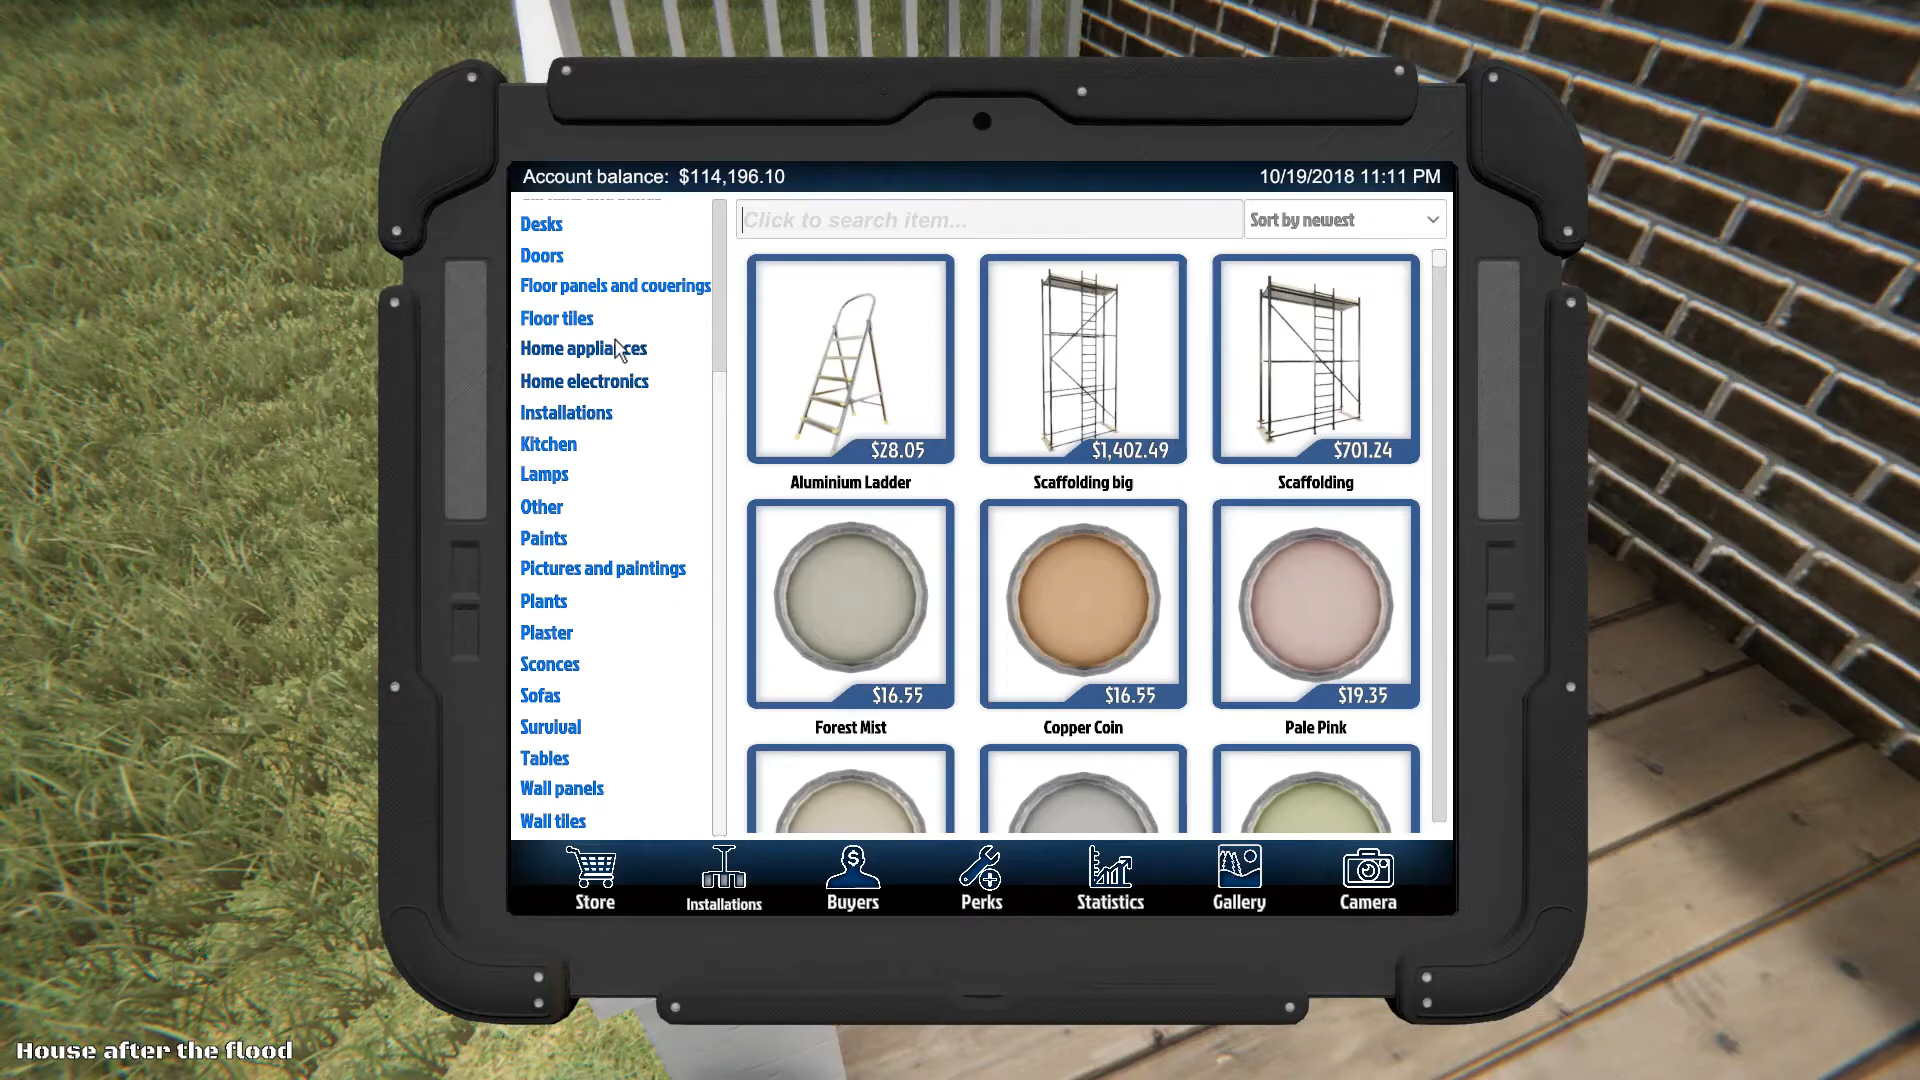 Account balance: $114,196.10
10/19/2018 11:11 PM
Desks
Doors
Floor panels and coverings
Floor tiles
Home appliances
Home electronics
Installations
Kitchen
Lamps
Other
Paints
Pictures and paintings
Plants
Plaster
Sconces
Sofas
Survival
Tables
Wall panels
Wall tiles
Click to search item...
Sort by newest
$28.05
$1,402.49
$701.24
Aluminium Ladder
Scaffolding big
Scaffolding
$16.55
$16.55
$19.35
Forest Mist
Copper Coin
Pale Pink
Store
Installations
Buyers
Perks
Statistics
Gallery
Camera
House after the flood